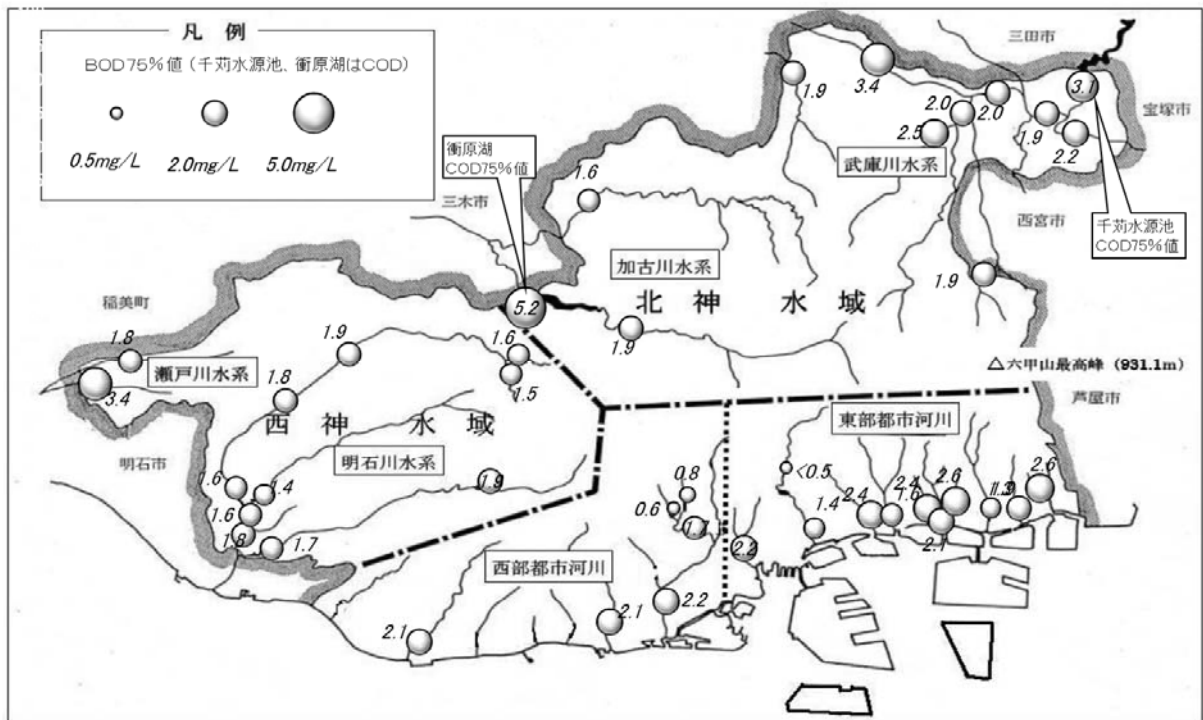 凡 例
BOD75%値（千苅水源池、衝原湖はCOD）
0.5mg/L
2.0mg/L
5.0mg/L
三田市
宝塚市
3.4
1.9
3.1
2.0
2.0
2.5
1.9
2.2
武庫川水系
衝原湖
COD75%値
三木市
1.6
西宮市
千苅水源池
COD75%値
加古川水系
1.9
北 神 水 域
稲美町
5.2
1.9
1.8
1.9
1.6
瀬戸川水系
1.5
△六甲山最高峰（931.1m）
3.4
1.8
芦屋市
西 神 水 域
東部都市河川
明石市
明石川水系
<0.5
1.6
1.4
1.9
0.8
2.4
2.4
2.6
2.6
1.6
0.6
1.4
1.6
1.7
1.8
1.7
2.2
2.1
西部都市河川
2.2
2.1
2.1